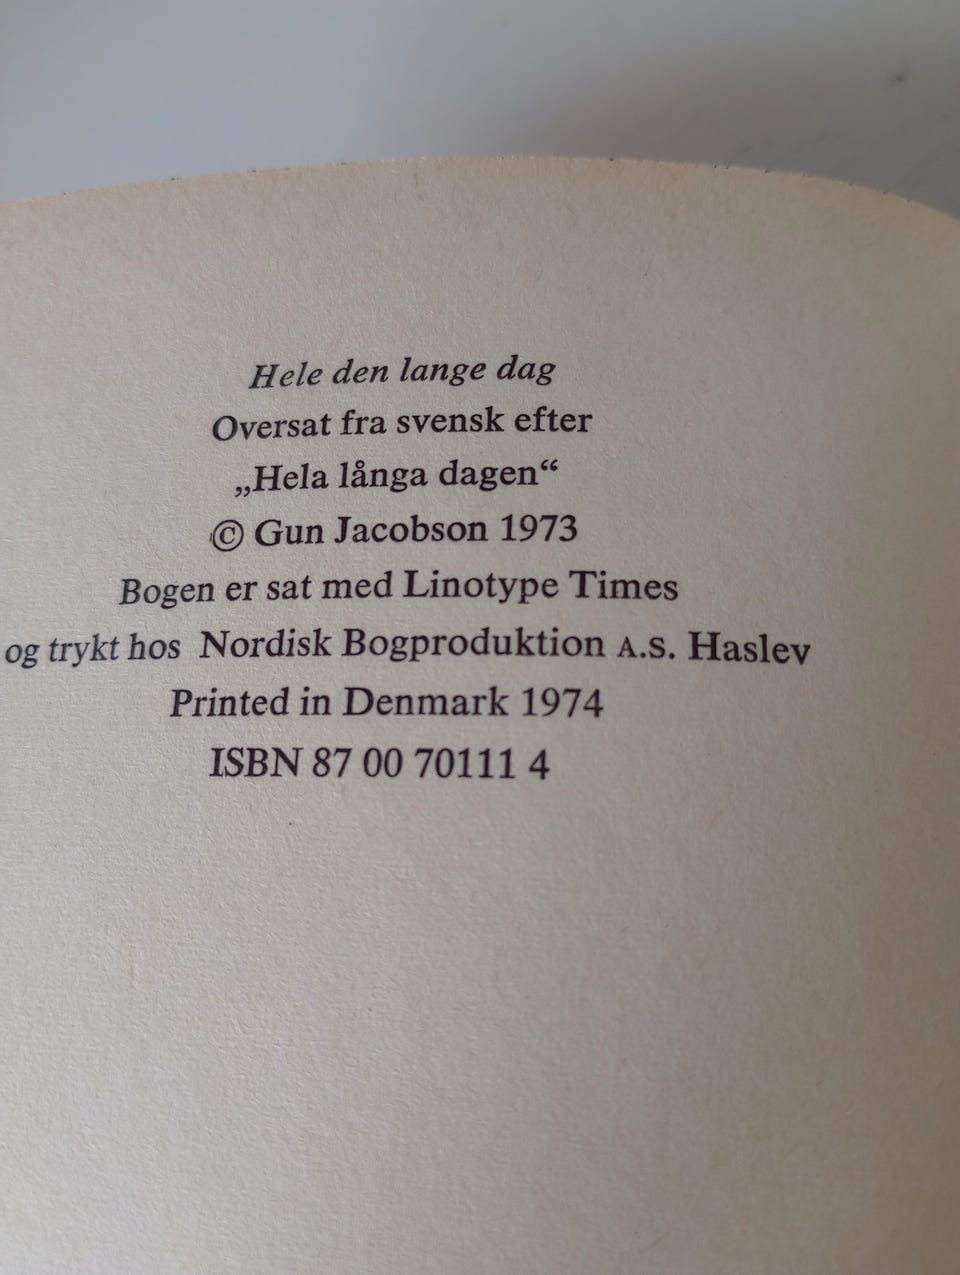 Hele den lange dag
Oversat fra svensk efter
„Hela långa dagen“
© Gun Jacobson 1973
Bogen er sat med Linotype Times
og trykt hos Nordisk Bogproduktion A.S. Haslev
Printed in Denmark 1974
ISBN 87 00 70111 4